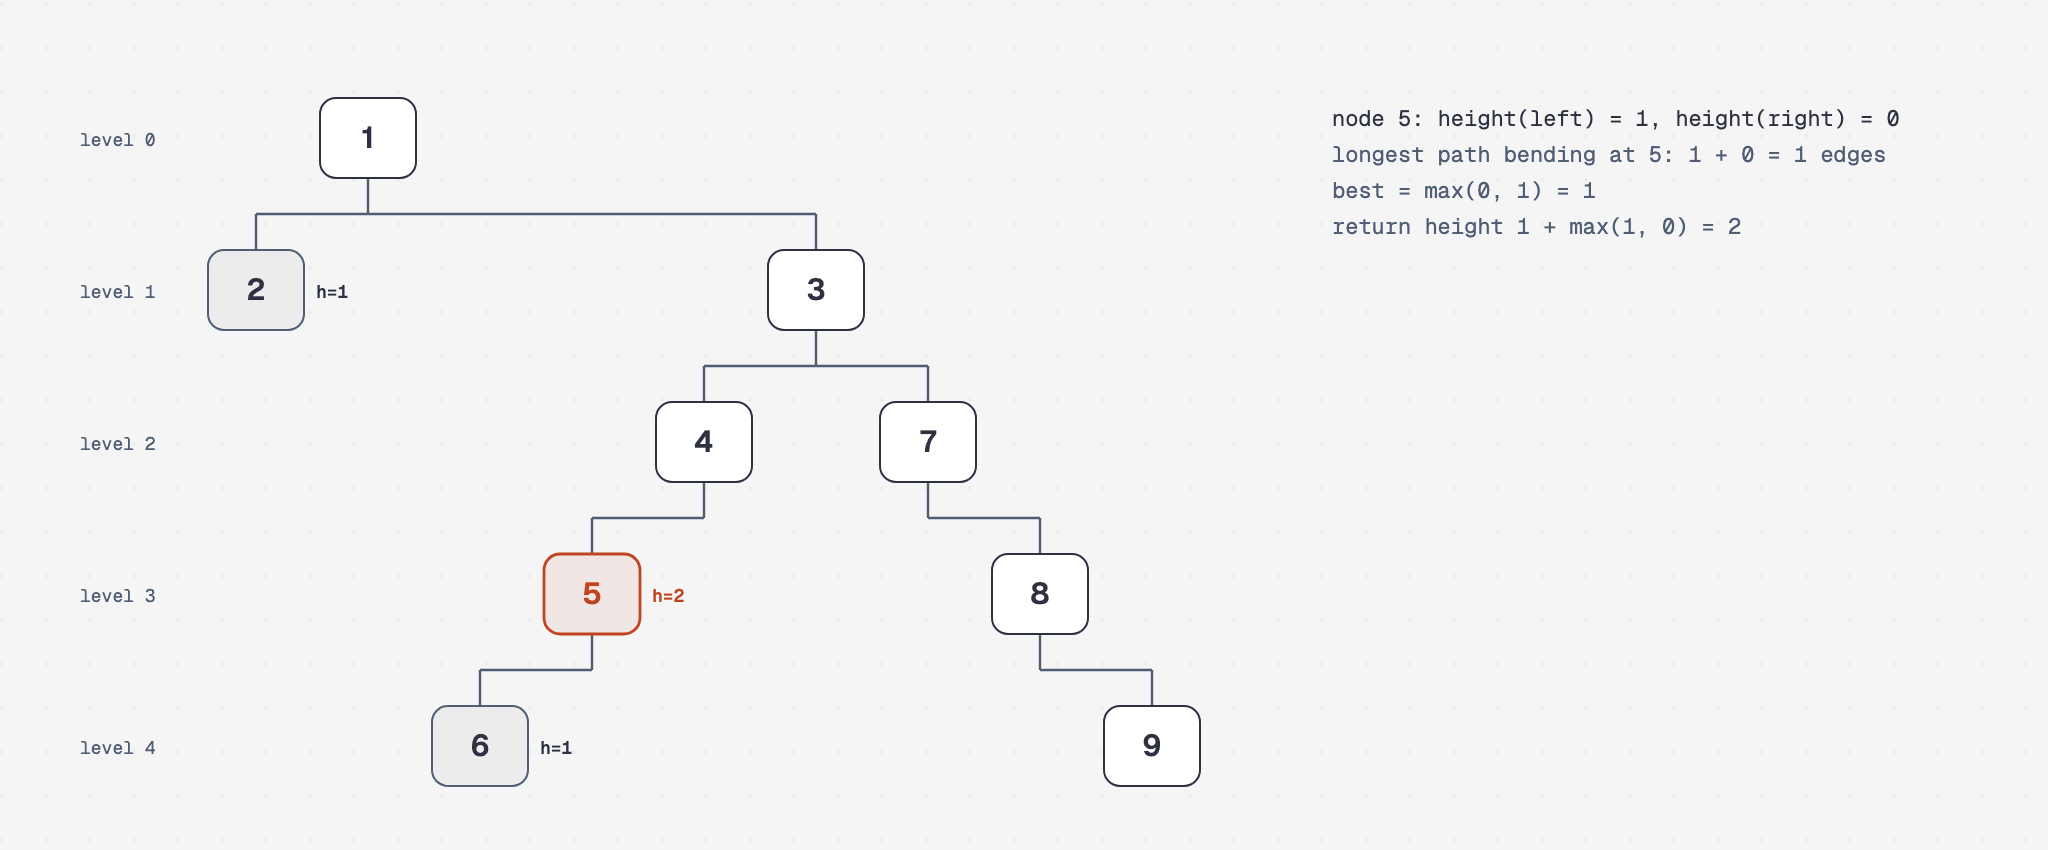 node 5: height(left) = 1, height(right) = 0
longest path bending at 5: 1 + 0 = 1 edges
best = max(0, 1) = 1
return height 1 + max(1, 0) = 2
level 0
1
level 1
2
h=1
3
level 2
4
7
level 3
5
h=2
8
level 4
6
h=1
9